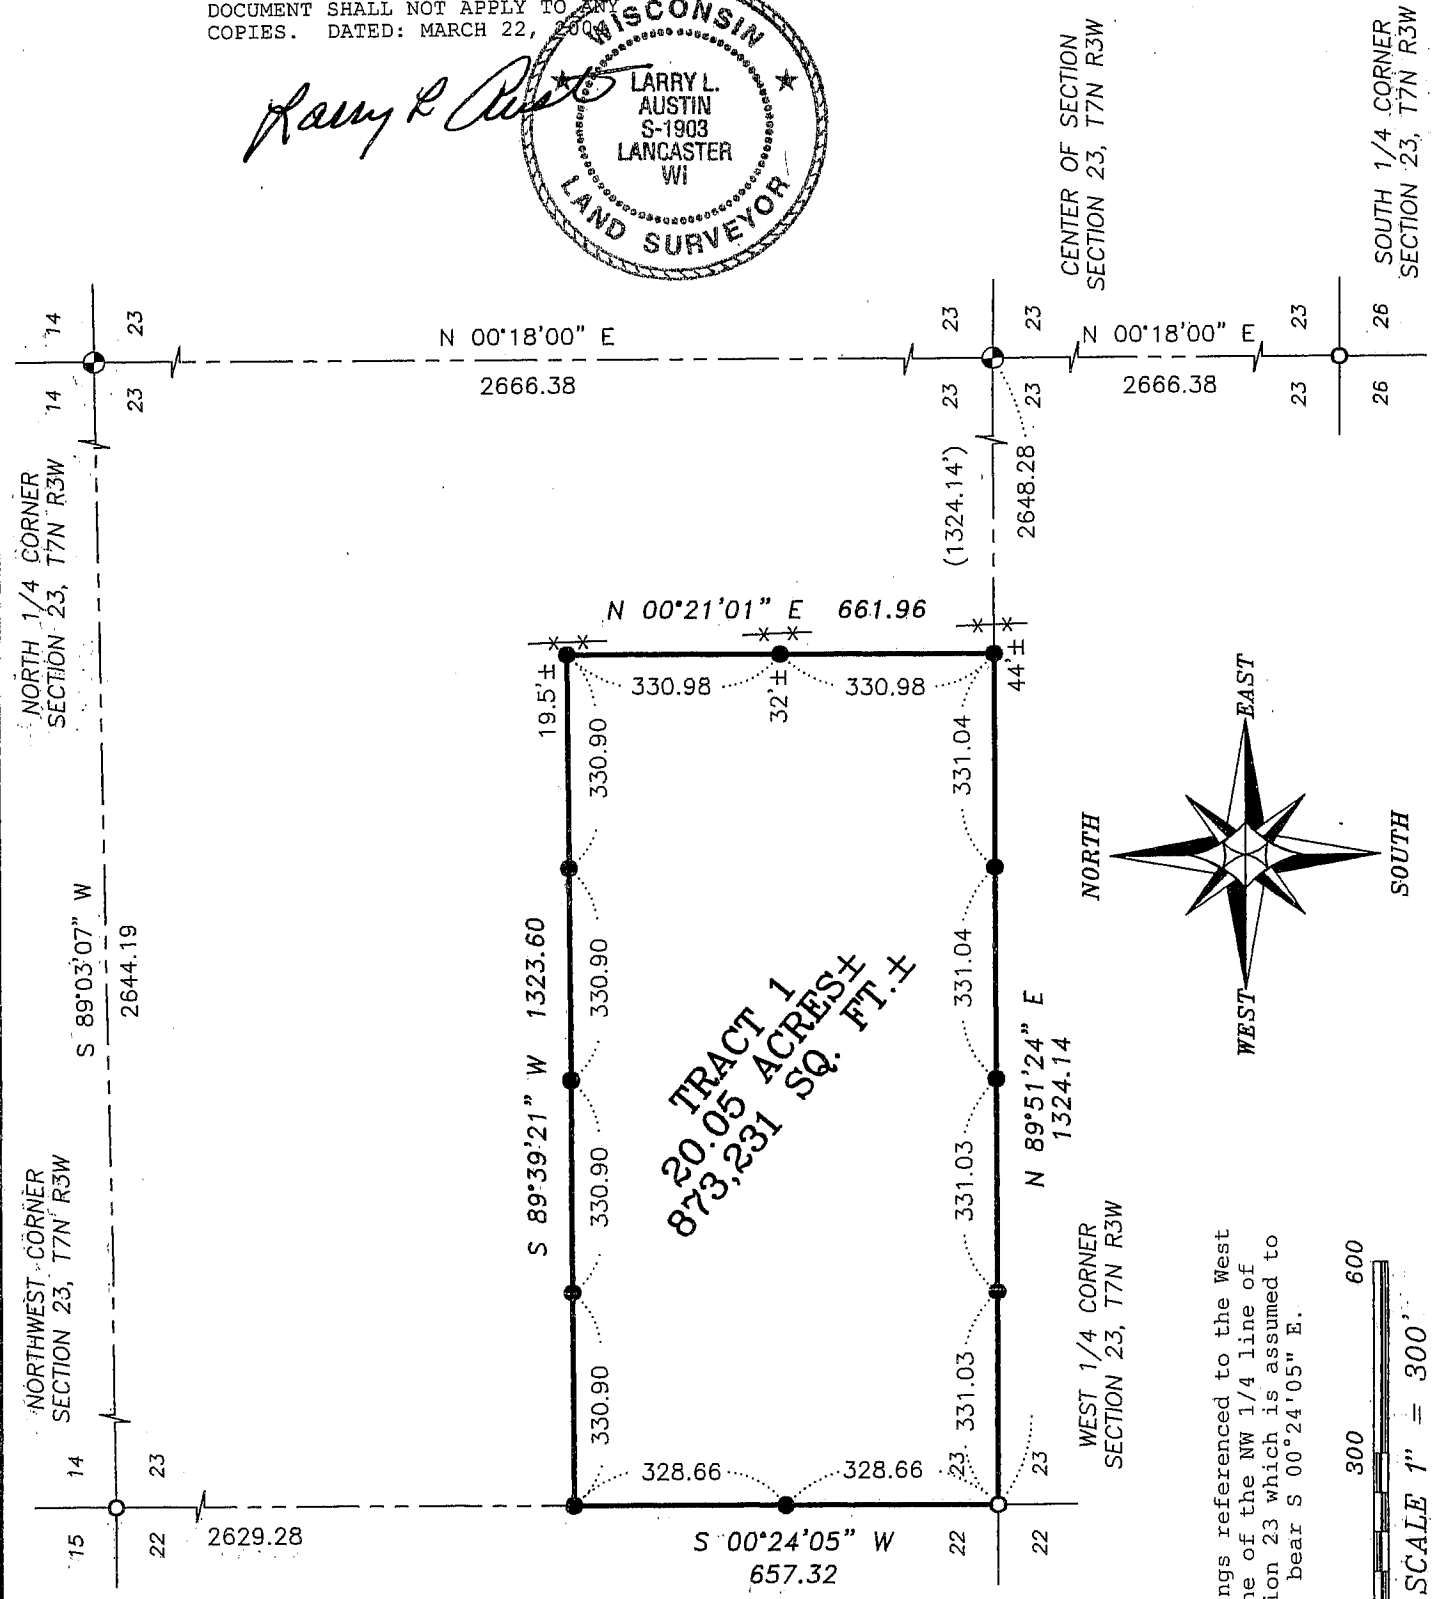 DOCUMENT SHALL NOT APPLY TO ANY
COPIES. DATED: MARCH 22,
Larry L Austin
WISCONSIN
LARRY L.
AUSTIN
S-1903
LANCASTER
WI
LAND SURVEYOR
CENTER OF SECTION
SECTION 23, T7N R3W
SOUTH 1/4 CORNER
SECTION 23, T7N R3W
14
23
14
23
N 00°18'00" E
2666.38
23
23
23
23
N 00°18'00" E
2666.38
23
26
23
26
NORTH 1/4 CORNER
SECTION 23, T7N R3W
(1324.14')
2648.28
N 00°21'01" E 661.96
19.5'±
330.98
32'±
330.98
44'±
330.90
331.04
S 89°03'07" W
2644.19
S 89°39'21" W 1323.60
330.90
331.04
TRACT 1
20.05 ACRES±
873,231 SQ. FT.±
N 89°51'24" E
1324.14
EAST
NORTH
SOUTH
WEST
330.90
331.03
NORTHWEST CORNER
SECTION 23, T7N R3W
WEST 1/4 CORNER
SECTION 23, T7N R3W
330.90
331.03
14
23
15
22
2629.28
328.66
328.66
23
23
22
22
S 00°24'05" W
657.32
ngs referenced to the West
ne of the NW 1/4 line of
ion 23 which is assumed to
bear S 00°24'05" E.
300
600
SCALE 1" = 300'